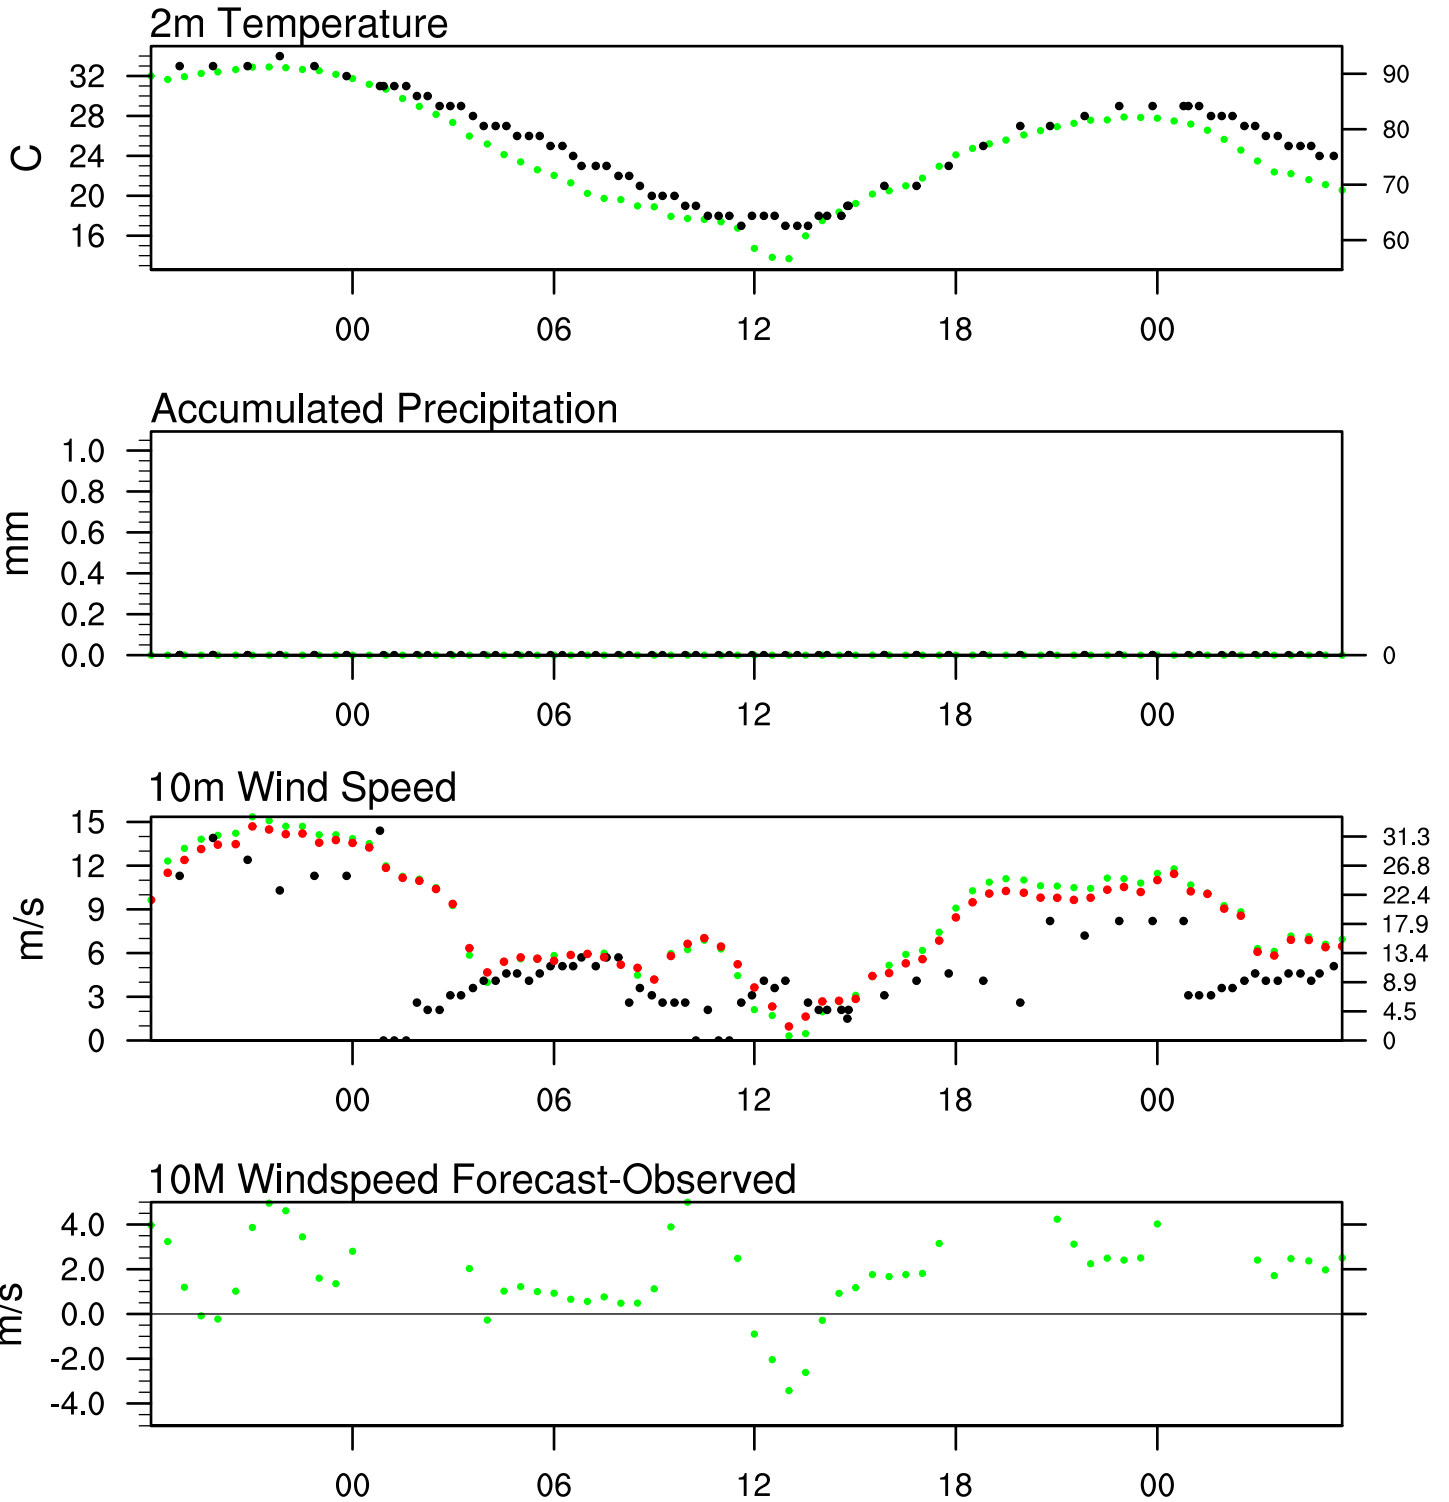 2m Temperature
C
32
28
24
20
16
90
80
70
60
00 06 12 18 00
Accumulated Precipitation
mm
1.0
0.8
0.6
0.4
0.2
0.0
0
00 06 12 18 00
10m Wind Speed
m/s
15
12
9
6
3
0
31.3
26.8
22.4
17.9
13.4
8.9
4.5
0
00 06 12 18 00
10M Windspeed Forecast-Observed
m/s
4.0
2.0
0.0
-2.0
-4.0
00 06 12 18 00